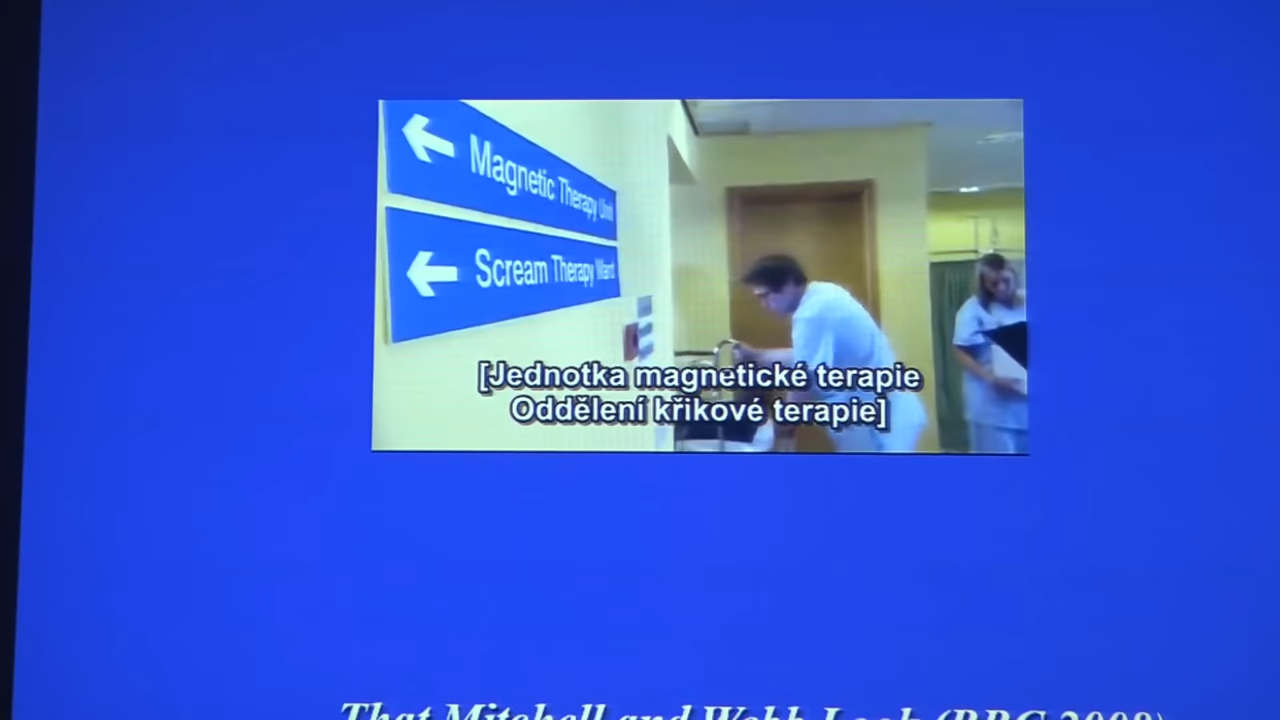 Magnetic Therapy Unit
Scream Therapy Ward
[Jednotka magnetické terapie
Oddělení křikové terapie]
That Mitchell and Webb Look (BBC 2009)